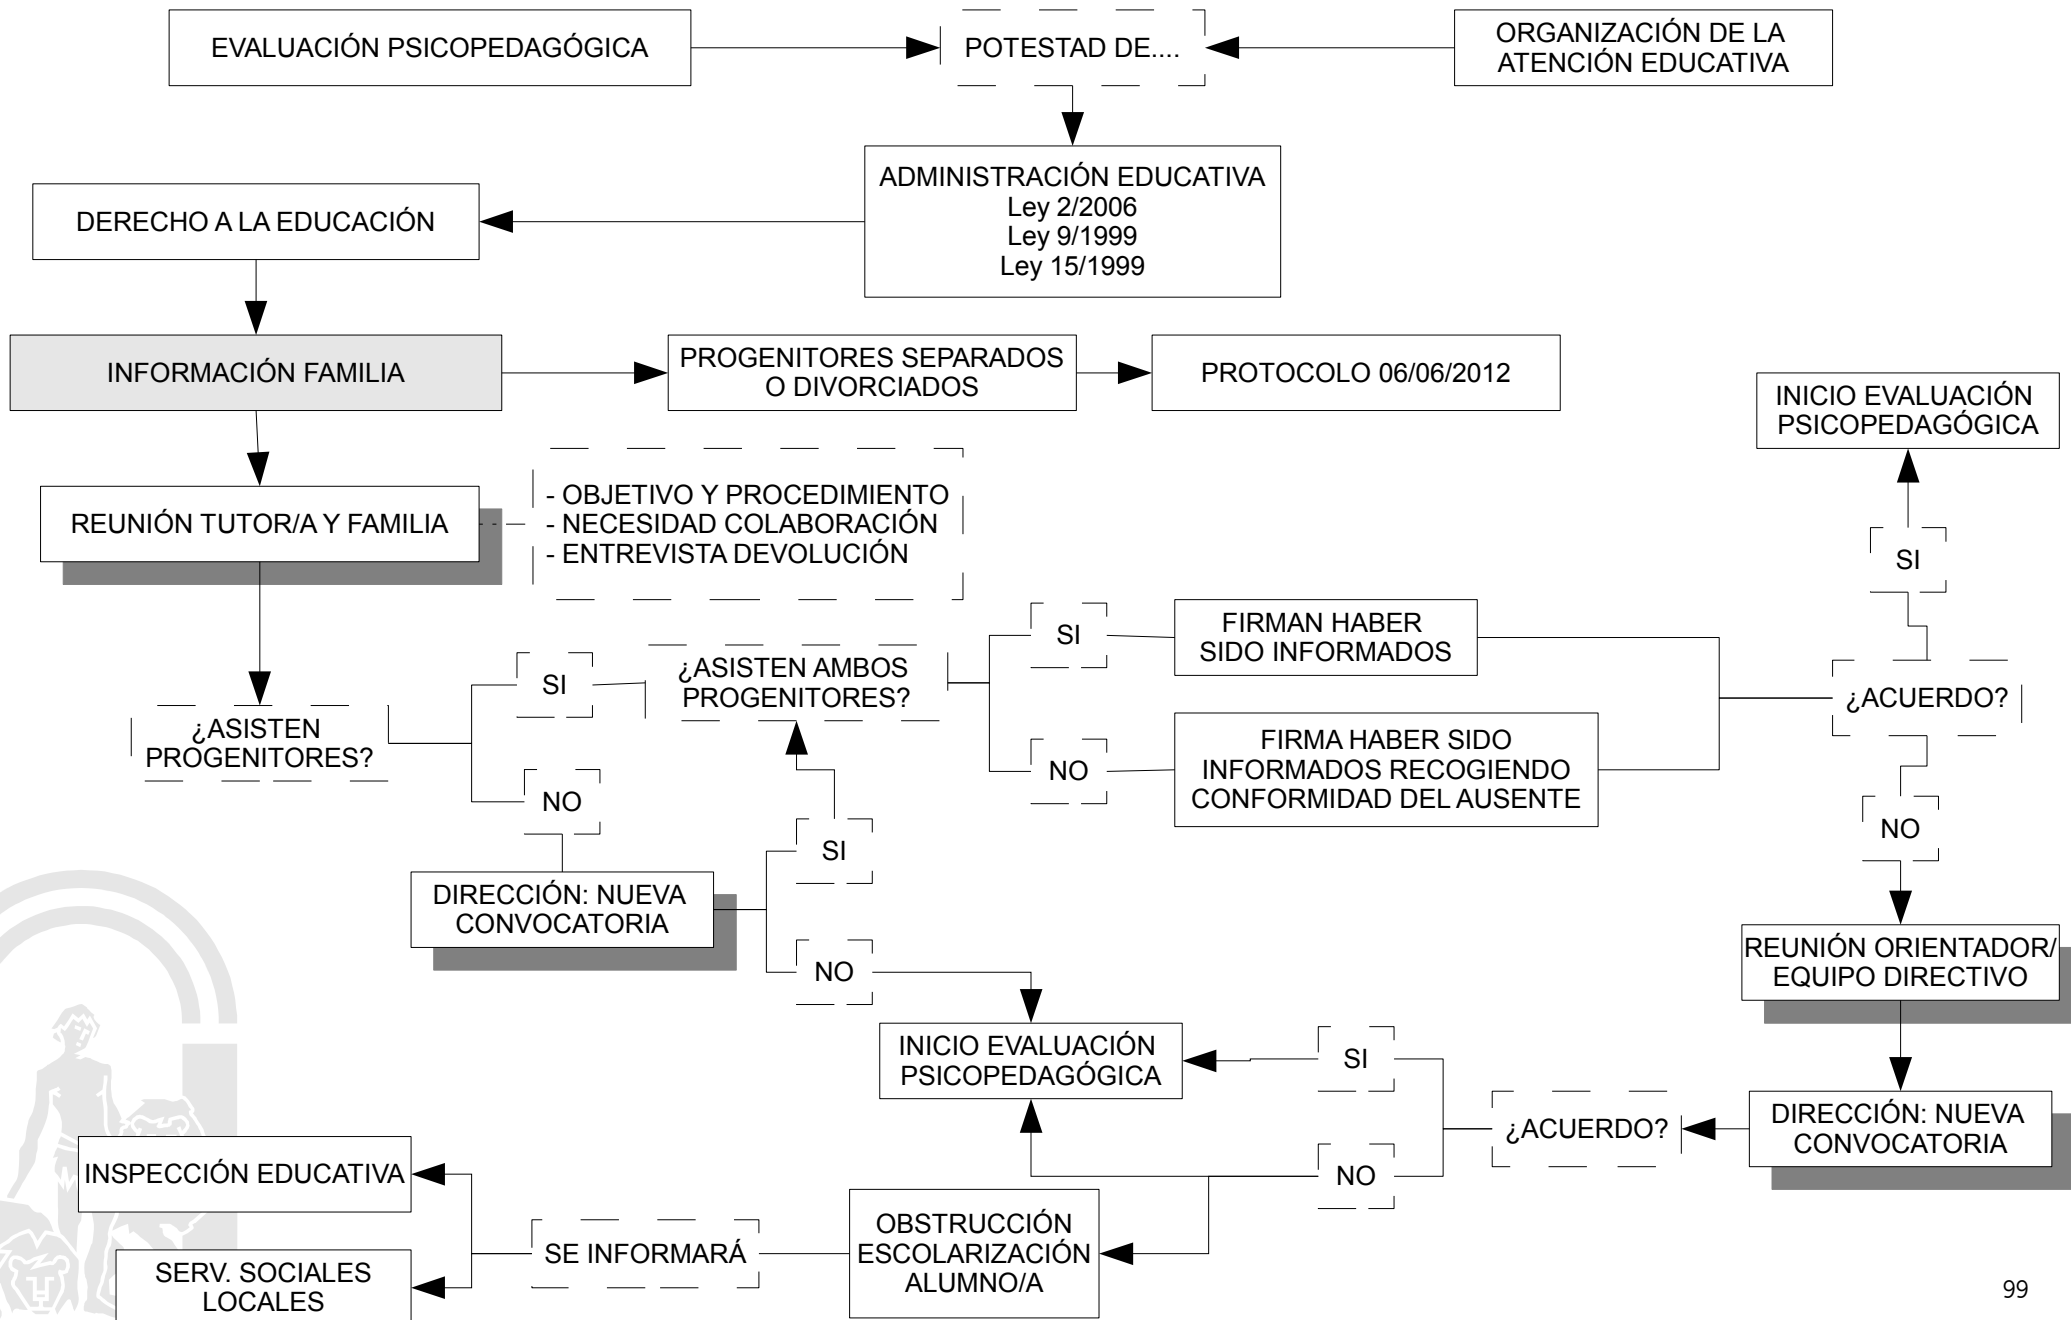 EVALUACIÓN PSICOPEDAGÓGICA
POTESTAD DE....
ORGANIZACIÓN DE LA
ATENCIÓN EDUCATIVA
ADMINISTRACIÓN EDUCATIVA
Ley 2/2006
Ley 9/1999
Ley 15/1999
DERECHO A LA EDUCACIÓN
INFORMACIÓN FAMILIA
PROGENITORES SEPARADOS
O DIVORCIADOS
PROTOCOLO 06/06/2012
INICIO EVALUACIÓN
PSICOPEDAGÓGICA
REUNIÓN TUTOR/A Y FAMILIA
- OBJETIVO Y PROCEDIMIENTO
- NECESIDAD COLABORACIÓN
- ENTREVISTA DEVOLUCIÓN
SI
SI
FIRMAN HABER
SIDO INFORMADOS
¿ASISTEN AMBOS
PROGENITORES?
SI
¿ACUERDO?
¿ASISTEN
PROGENITORES?
NO
FIRMA HABER SIDO
INFORMADOS RECOGIENDO
CONFORMIDAD DEL AUSENTE
NO
NO
SI
DIRECCIÓN: NUEVA
CONVOCATORIA
NO
REUNIÓN ORIENTADOR/
EQUIPO DIRECTIVO
INICIO EVALUACIÓN
PSICOPEDAGÓGICA
SI
¿ACUERDO?
DIRECCIÓN: NUEVA
CONVOCATORIA
NO
INSPECCIÓN EDUCATIVA
SE INFORMARÁ
OBSTRUCCIÓN
ESCOLARIZACIÓN
ALUMNO/A
SERV. SOCIALES
LOCALES
99